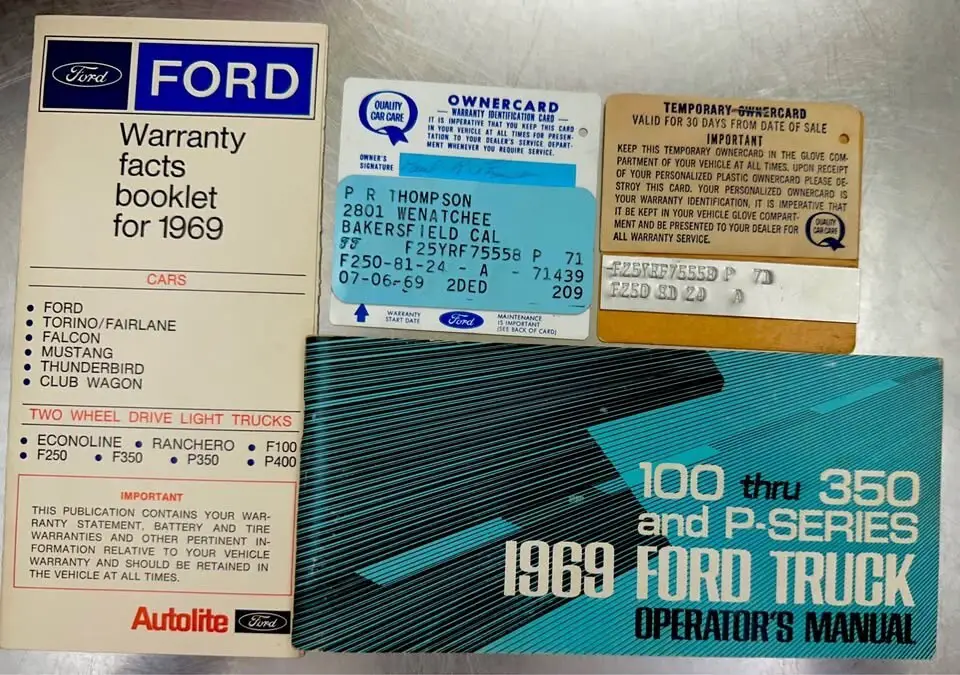 Ford
FORD
Warranty
facts
booklet
for 1969
CARS
• FORD
• TORINO/FAIRLANE
• FALCON
• MUSTANG
• THUNDERBIRD
• CLUB WAGON
TWO WHEEL DRIVE LIGHT TRUCKS
• ECONOLINE • RANCHERO • F100
• F250 • F350 • P350 • P400
IMPORTANT
THIS PUBLICATION CONTAINS YOUR WAR-
RANTY STATEMENT, BATTERY AND TIRE
WARRANTIES AND OTHER PERTINENT IN-
FORMATION RELATIVE TO YOUR VEHICLE
WARRANTY AND SHOULD BE RETAINED IN
THE VEHICLE AT ALL TIMES.
Autolite Ford
QUALITY
CAR CARE
OWNERCARD
WARRANTY IDENTIFICATION CARD
IT IS IMPERATIVE THAT YOU KEEP THIS CARD
IN YOUR VEHICLE AT ALL TIMES FOR PRESEN-
TATION TO YOUR DEALER'S SERVICE DEPART-
MENT WHENEVER YOU REQUIRE SERVICE.
OWNER'S
SIGNATURE
P R THOMPSON
2801 WENATCHEE
BAKERSFIELD CAL
F25YRF75558 P 71
F250-81-24 - A - 71439
07-06-69 2DED 209
WARRANTY
START DATE
Ford
MAINTENANCE
IS IMPORTANT
(SEE BACK OF CARD)
TEMPORARY OWNERCARD
VALID FOR 30 DAYS FROM DATE OF SALE
IMPORTANT
KEEP THIS TEMPORARY OWNERCARD IN THE GLOVE COM-
PARTMENT OF YOUR VEHICLE AT ALL TIMES. UPON RECEIPT
OF YOUR PERSONALIZED PLASTIC OWNERCARD PLEASE DE-
STROY THIS CARD. YOUR PERSONALIZED OWNERCARD IS
YOUR WARRANTY IDENTIFICATION, IT IS IMPERATIVE THAT
IT BE KEPT IN YOUR VEHICLE GLOVE COMPART-
MENT AND BE PRESENTED TO YOUR DEALER FOR
ALL WARRANTY SERVICE.
QUALITY
CAR CARE
100 thru 350
and P-SERIES
1969 FORD TRUCK
OPERATOR'S MANUAL